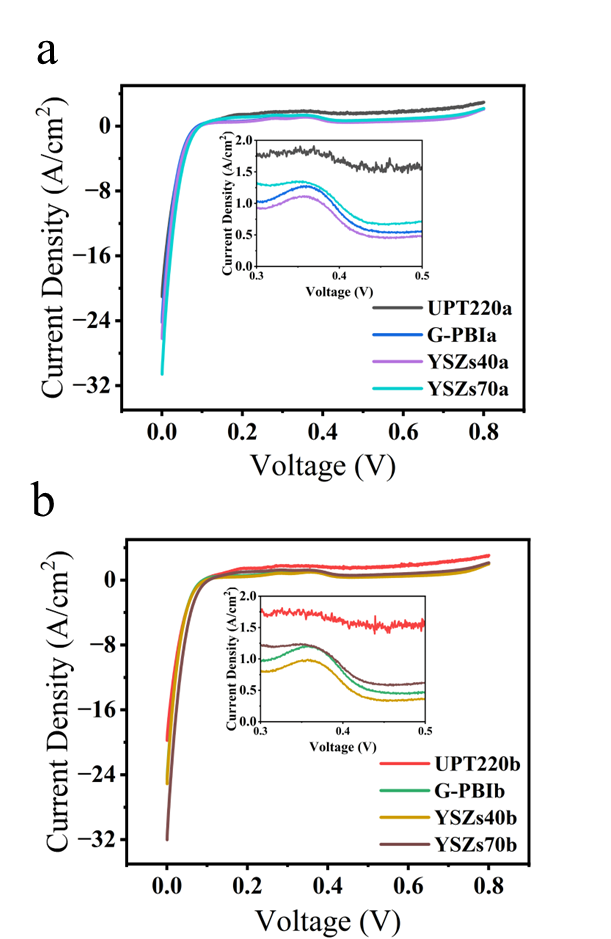 a
Current Density (A/cm²)
0
−8
−16
−24
−32
Current Density (A/cm²)
2.0
1.5
1.0
0.5
0.0
0.3 0.4 0.5
Voltage (V)
UPT220a
G-PBIa
YSZs40a
YSZs70a
0.0 0.2 0.4 0.6 0.8
Voltage (V)
b
Current Density (A/cm²)
0
−8
−16
−24
−32
Current Density (A/cm²)
2.0
1.5
1.0
0.5
0.0
0.3 0.4 0.5
Voltage (V)
UPT220b
G-PBIb
YSZs40b
YSZs70b
0.0 0.2 0.4 0.6 0.8
Voltage (V)